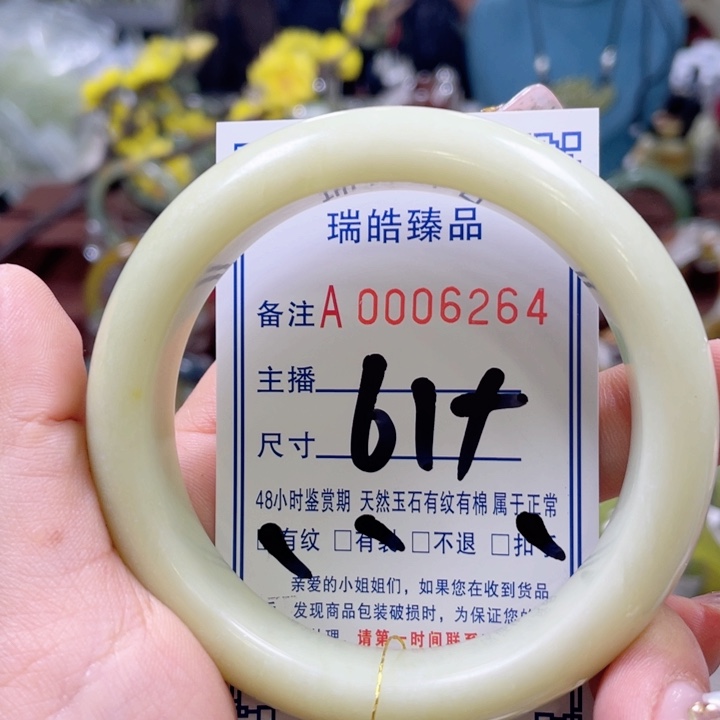 瑞皓臻品
备注A 0006264
主播
61+
尺寸
48小时鉴赏期 天然玉石有纹有棉 属于正常
有纹 □有裂 □不退 □扣
亲爱的小姐姐们，如果您在收到货品
发现商品包装破损时，为保证您的
请第一时间联系